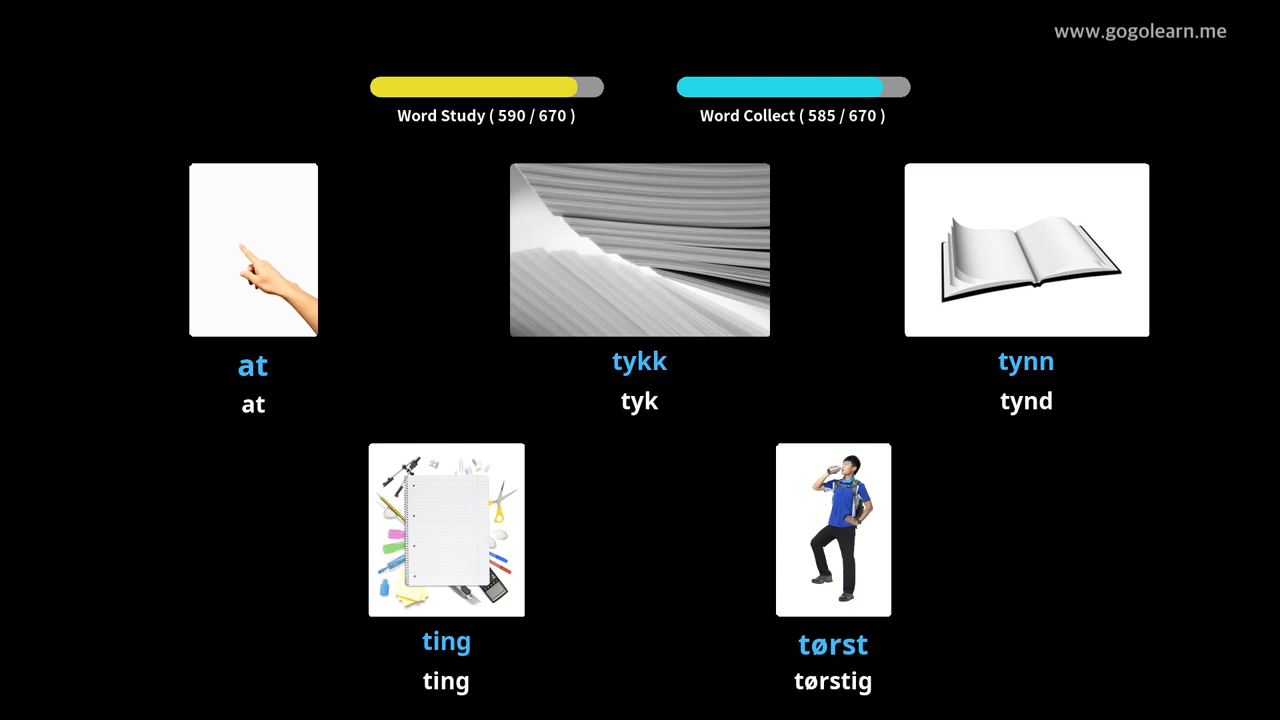 www.gogolearn.me
Word Study ( 590 / 670 )
Word Collect ( 585 / 670 )
at
at
tykk
tyk
tynn
tynd
ting
ting
tørst
tørstig